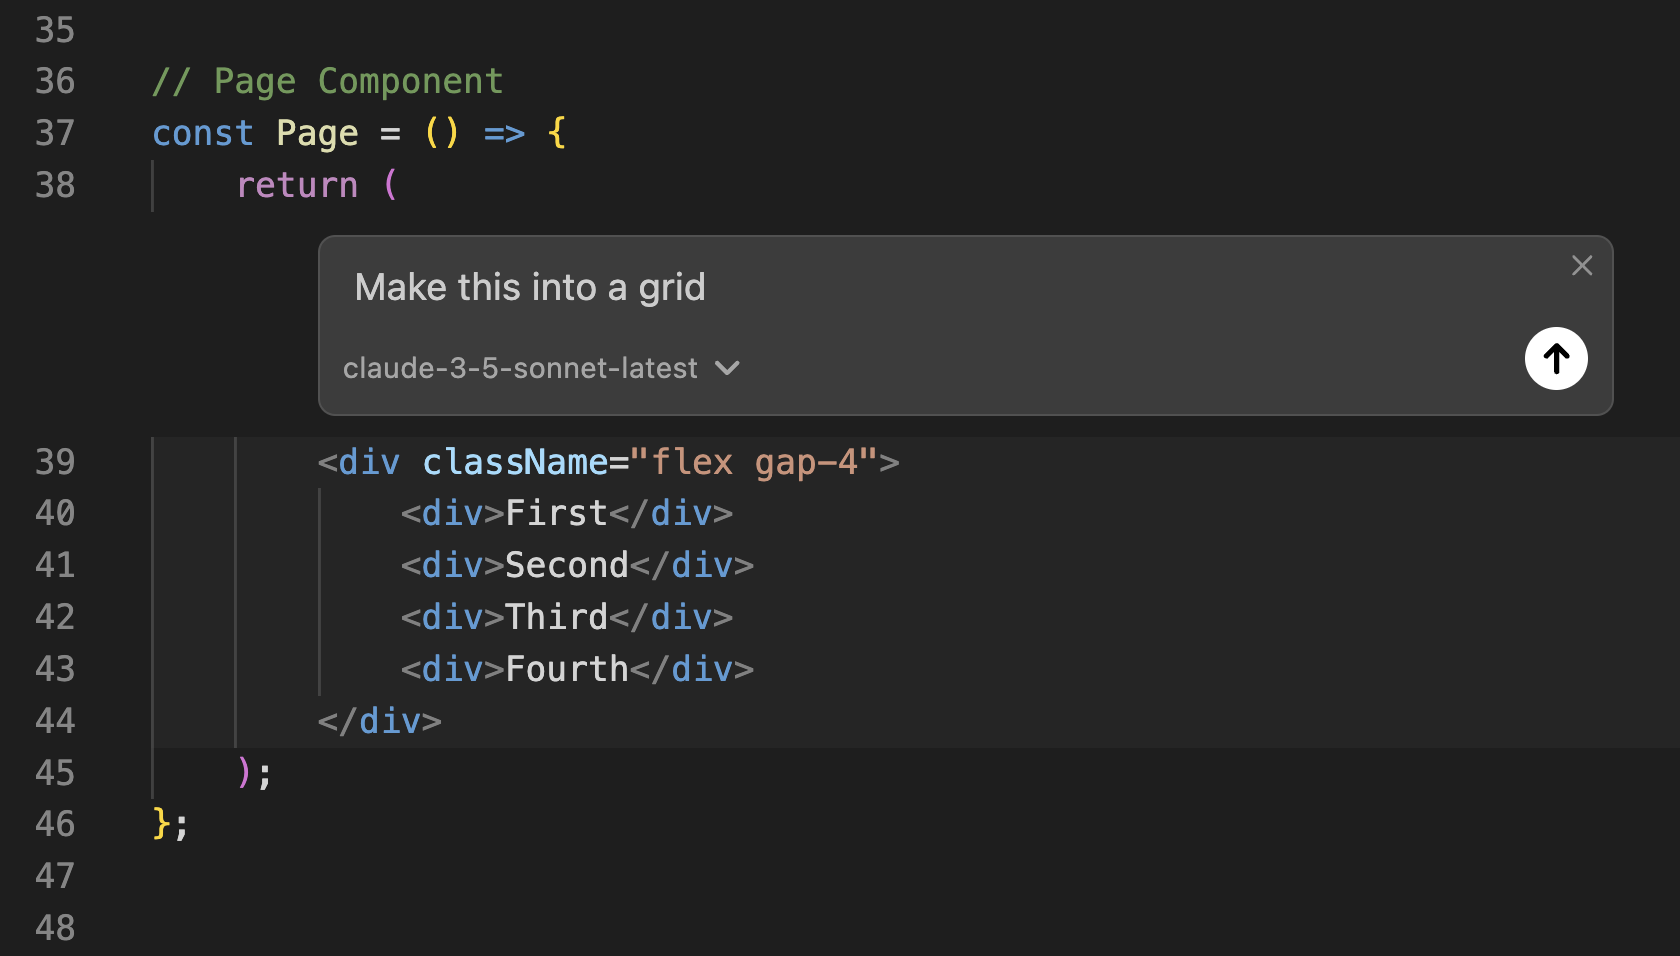 35
36 // Page Component
37 const Page = () => {
38 return (
Make this into a grid
claude-3-5-sonnet-latest
39 <div className="flex gap-4">
40 <div>First</div>
41 <div>Second</div>
42 <div>Third</div>
43 <div>Fourth</div>
44 </div>
45 );
46 };
47
48